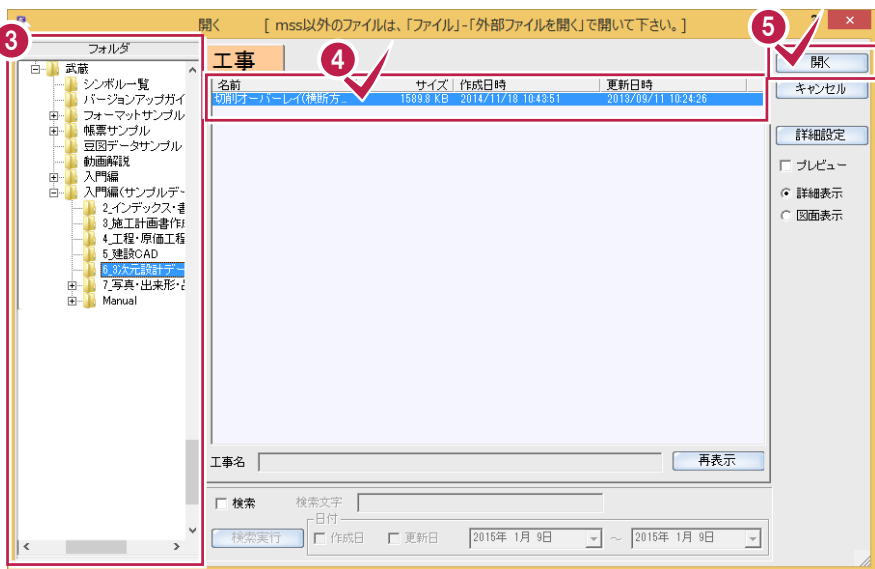 開く [ mss以外のファイルは、「ファイル」-「外部ファイルを開く」で開いて下さい。]
3
4
5
フォルダ
武蔵
シンボル一覧
バージョンアップガイ
フォーマットサンプル
帳票サンプル
豆図データサンプル
動画解説
入門編
入門編(サンプルデー
2_インデックス・書
3_施工計画書作成
4_工程・原価工程
5_建設CAD
6_3次元設計デー
7_写真・出来形・品
Manual
工事
名前 サイズ 作成日時 更新日時
切削オーバーレイ(横断方... 1589.8 KB 2014/11/18 10:43:51 2013/09/11 10:24:26
工事名
再表示
検索 検索文字
検索実行
日付
作成日 更新日 2015年 1月 9日 ～ 2015年 1月 9日
開く
キャンセル
詳細設定
プレビュー
詳細表示
図面表示